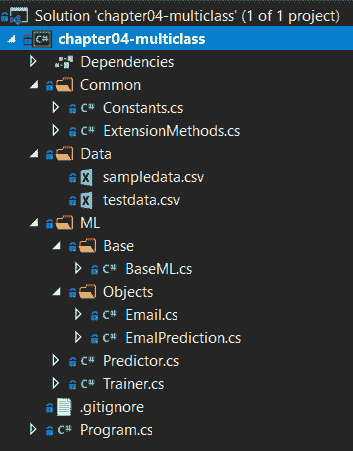 Solution 'chapter04-multiclass' (1 of 1 project)
C# chapter04-multiclass
Dependencies
Common
C# Constants.cs
C# ExtensionMethods.cs
Data
sampledata.csv
testdata.csv
ML
Base
C# BaseML.cs
Objects
C# Email.cs
C# EmalPrediction.cs
C# Predictor.cs
C# Trainer.cs
.gitignore
C# Program.cs